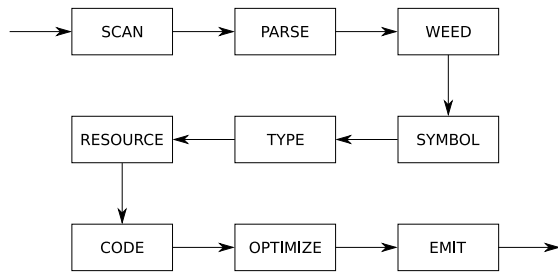 SCAN PARSE WEED
RESOURCE TYPE SYMBOL
CODE OPTIMIZE EMIT